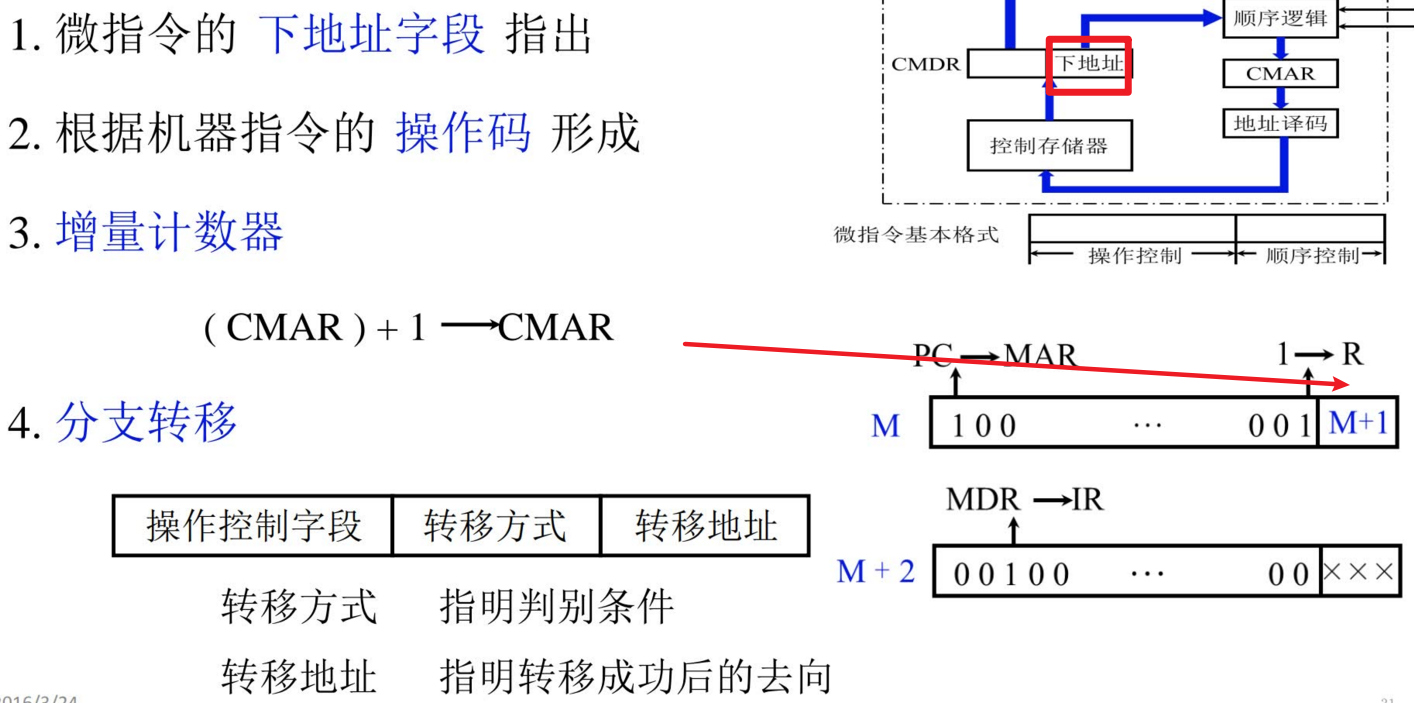 1. 微指令的 下地址字段 指出
2. 根据机器指令的 操作码 形成
3. 增量计数器
( CMAR ) + 1 → CMAR
4. 分支转移
操作控制字段 转移方式 转移地址
转移方式 指明判别条件
转移地址 指明转移成功后的去向
顺序逻辑
CMDR 下地址
CMAR
地址译码
控制存储器
微指令基本格式
操作控制 顺序控制
PC → MAR 1 → R
M 1 0 0 … 0 0 1 M+1
MDR → IR
M + 2 0 0 1 0 0 … 0 0 ×××
2016/3/24
31